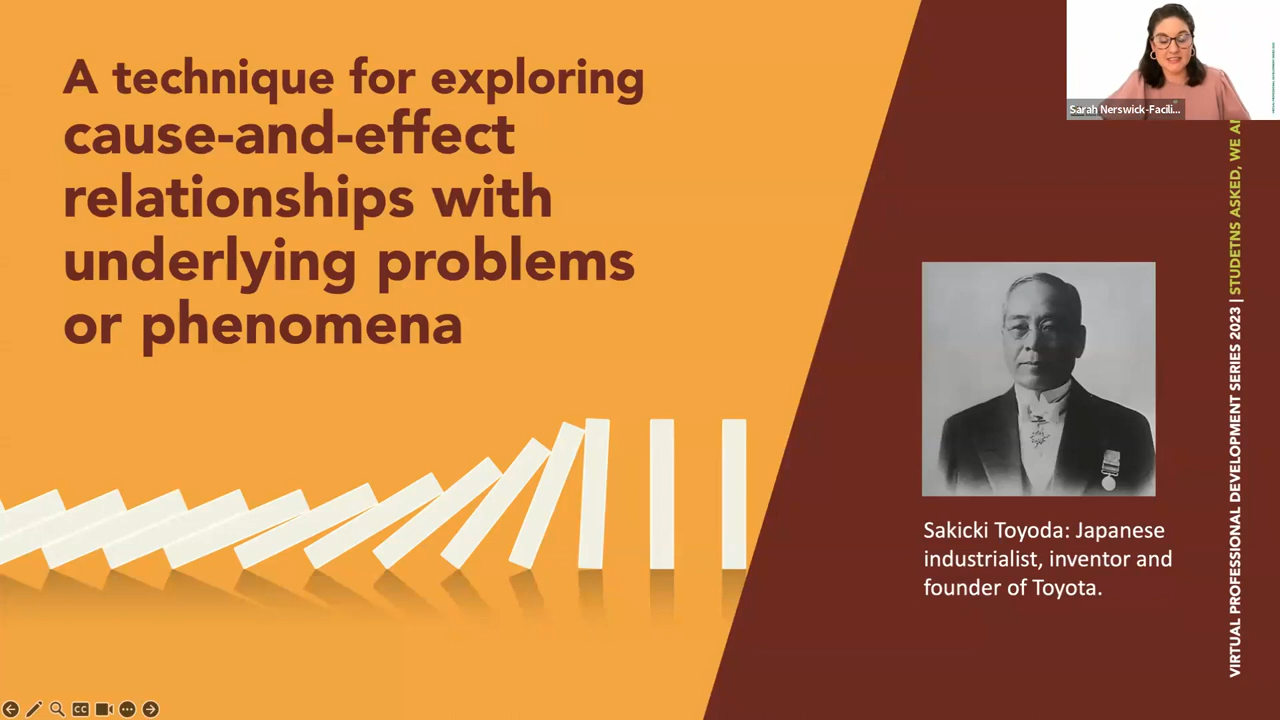 A technique for exploring
cause-and-effect
relationships with
underlying problems
or phenomena
Sarah Nerswick-Facili...
Sakicki Toyoda: Japanese
industrialist, inventor and
founder of Toyota.
VIRTUAL PROFESSIONAL DEVELOPMENT SERIES 2023 | STUDETNS ASKED, WE
CC